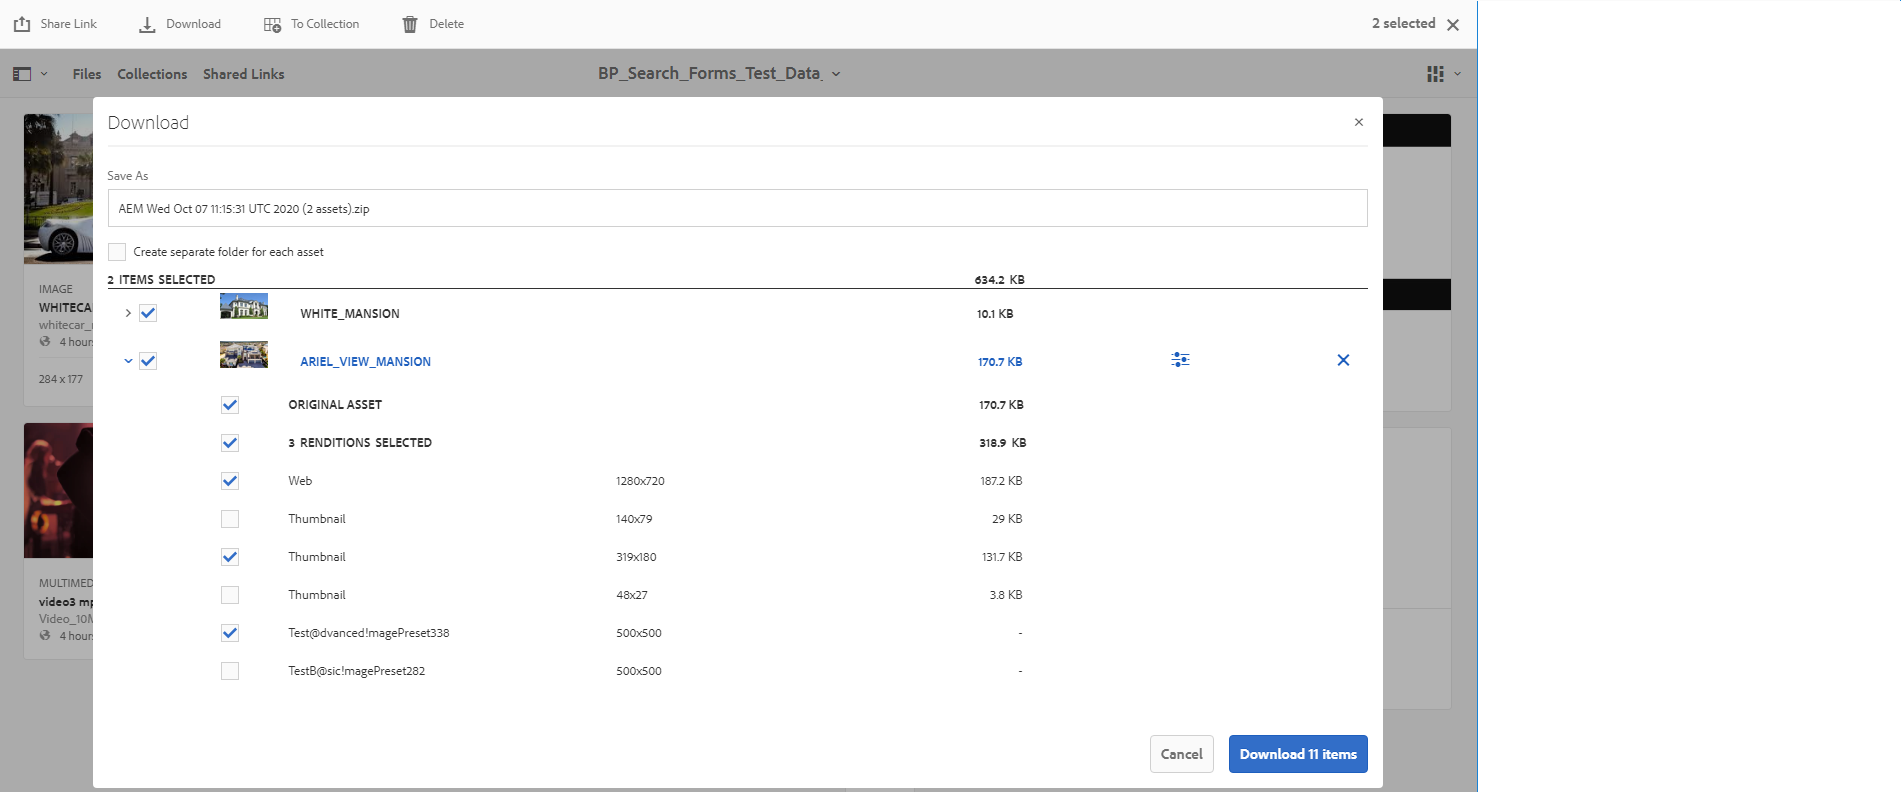 Share Link Download To Collection Delete 2 selected
Files Collections Shared Links BP_Search_Forms_Test_Data_
Download
Save As
AEM Wed Oct 07 11:15:31 UTC 2020 (2 assets).zip
Create separate folder for each asset
2 ITEMS SELECTED 634.2 KB
WHITE_MANSION 10.1 KB
ARIEL_VIEW_MANSION 170.7 KB
ORIGINAL ASSET 170.7 KB
3 RENDITIONS SELECTED 318.9 KB
Web 1280x720 187.2 KB
Thumbnail 140x79 29 KB
Thumbnail 319x180 131.7 KB
Thumbnail 48x27 3.8 KB
Test@dvanced!magePreset338 500x500 -
TestB@sic!magePreset282 500x500 -
Cancel Download 11 items
IMAGE
WHITECA
whitecar_
4 hours
284 x 177
MULTIMED
video3 mp
Video_10M
4 hours